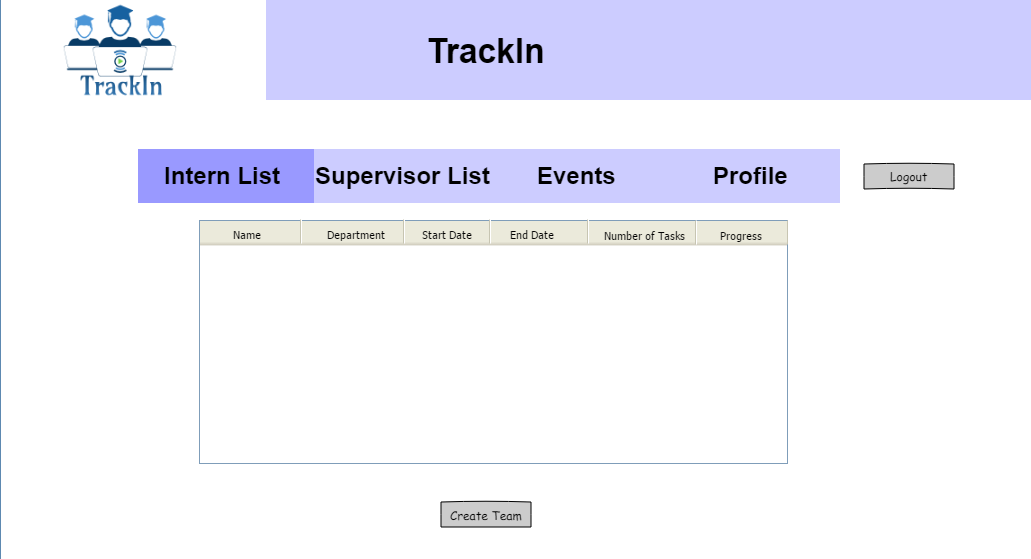 TrackIn
TrackIn
Intern List Supervisor List Events Profile
Logout
Name Department Start Date End Date Number of Tasks Progress
Create Team